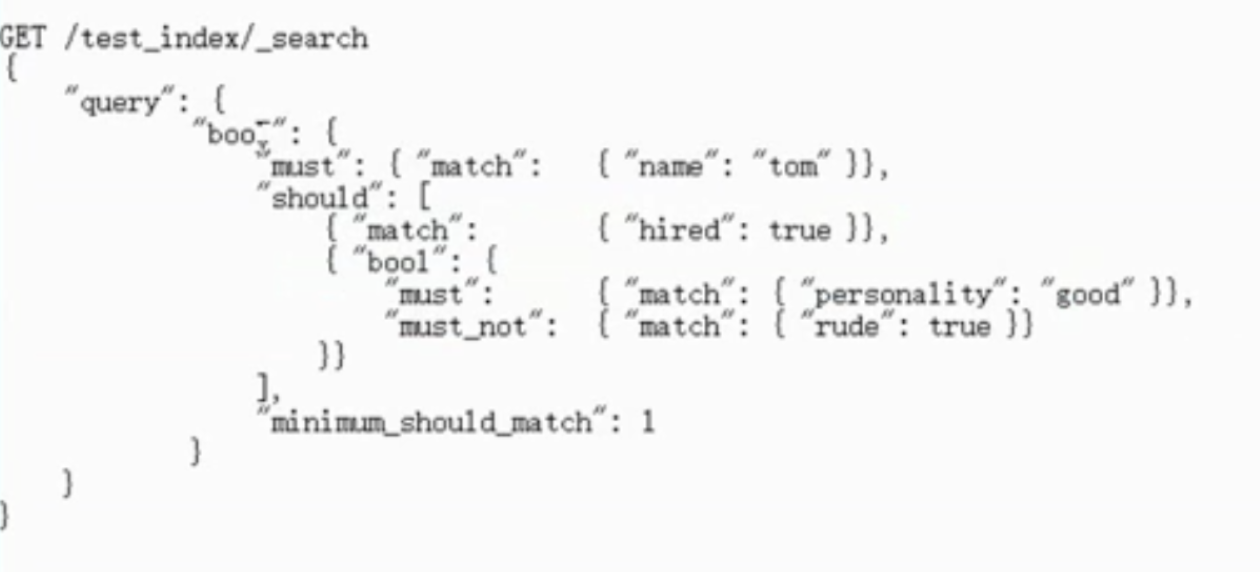 GET /test_index/_search
{
"query": {
"bool": {
"must": { "match": { "name": "tom" }},
"should": [
{ "match": { "hired": true }},
{ "bool": {
"must": { "match": { "personality": "good" }},
"must_not": { "match": { "rude": true }}
}}
],
"minimum_should_match": 1
}
}
}